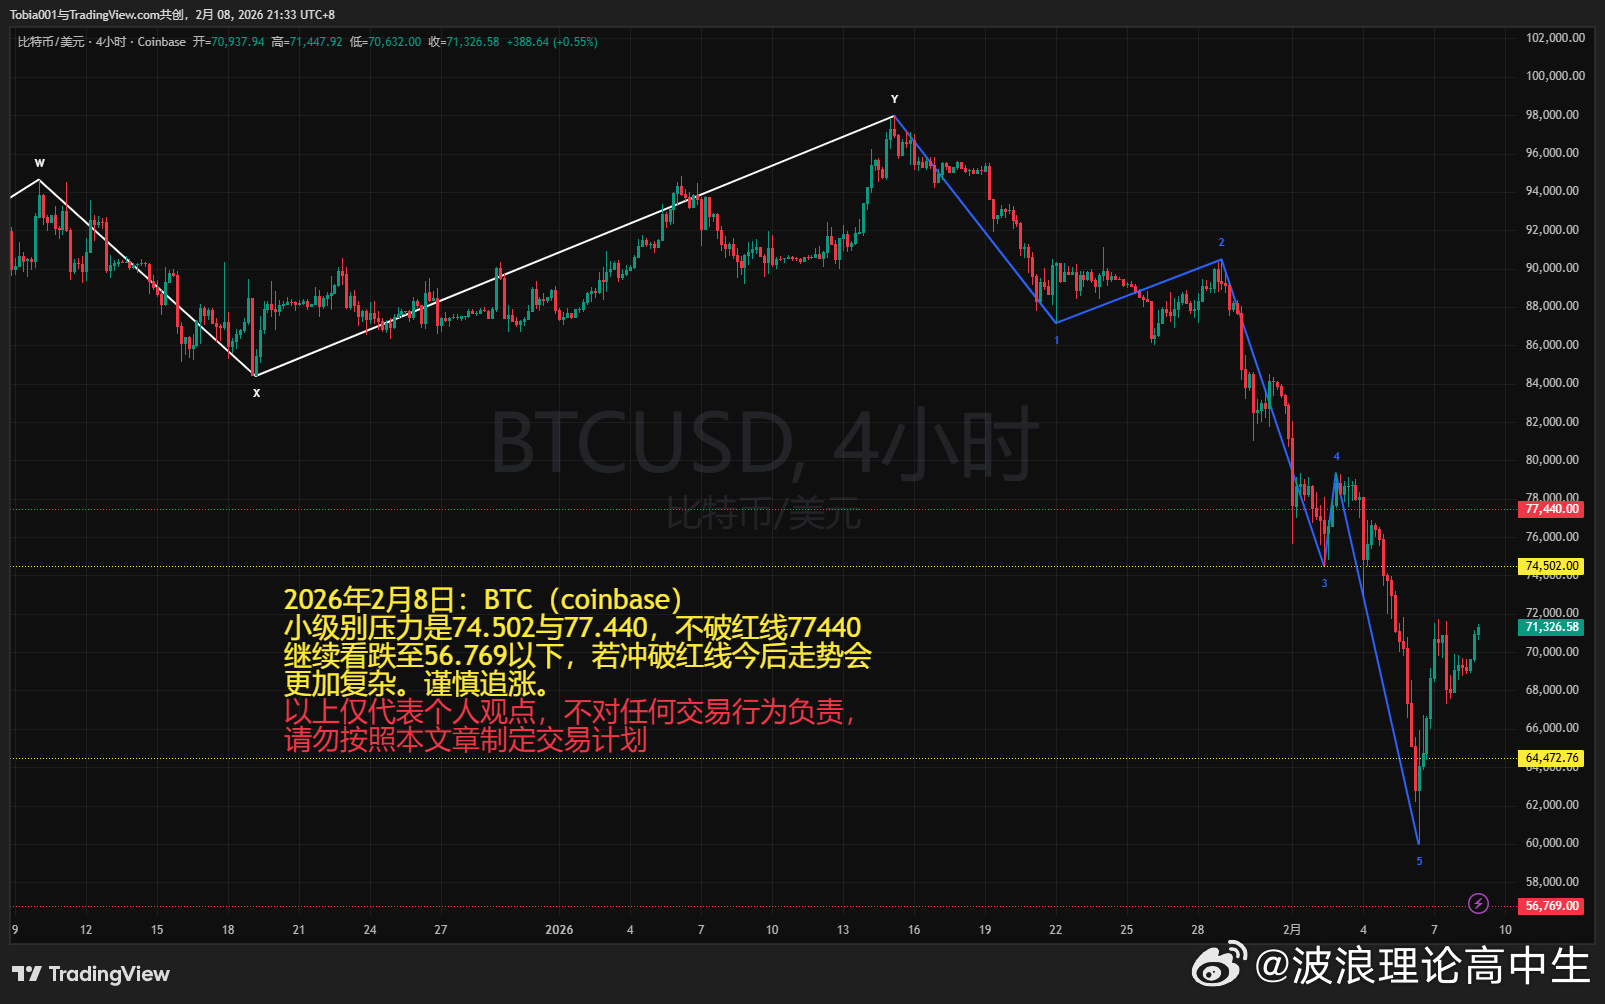 Tobia001与TradingView.com共创，2月 08, 2026 21:33 UTC+8
比特币/美元 · 4小时 · Coinbase 开=70,937.94 高=71,447.92 低=70,632.00 收=71,326.58 +388.64 (+0.55%)
102,000.00
100,000.00
98,000.00
96,000.00
94,000.00
92,000.00
90,000.00
88,000.00
86,000.00
84,000.00
82,000.00
80,000.00
78,000.00
77,440.00
76,000.00
74,502.00
74,000.00
72,000.00
71,326.58
70,000.00
68,000.00
66,000.00
64,472.76
64,000.00
62,000.00
60,000.00
58,000.00
56,769.00
W
X
Y
1
2
3
4
5
BTCUSD, 4小时
比特币/美元
2026年2月8日：BTC（coinbase）
小级别压力是74.502与77.440，不破红线77440
继续看跌至56.769以下，若冲破红线今后走势会
更加复杂。谨慎追涨。
以上仅代表个人观点，不对任何交易行为负责，
请勿按照本文章制定交易计划
9 12 15 18 21 24 27 2026 4 7 10 13 16 19 22 25 28 2月 4 7 10
TradingView
@波浪理论高中生